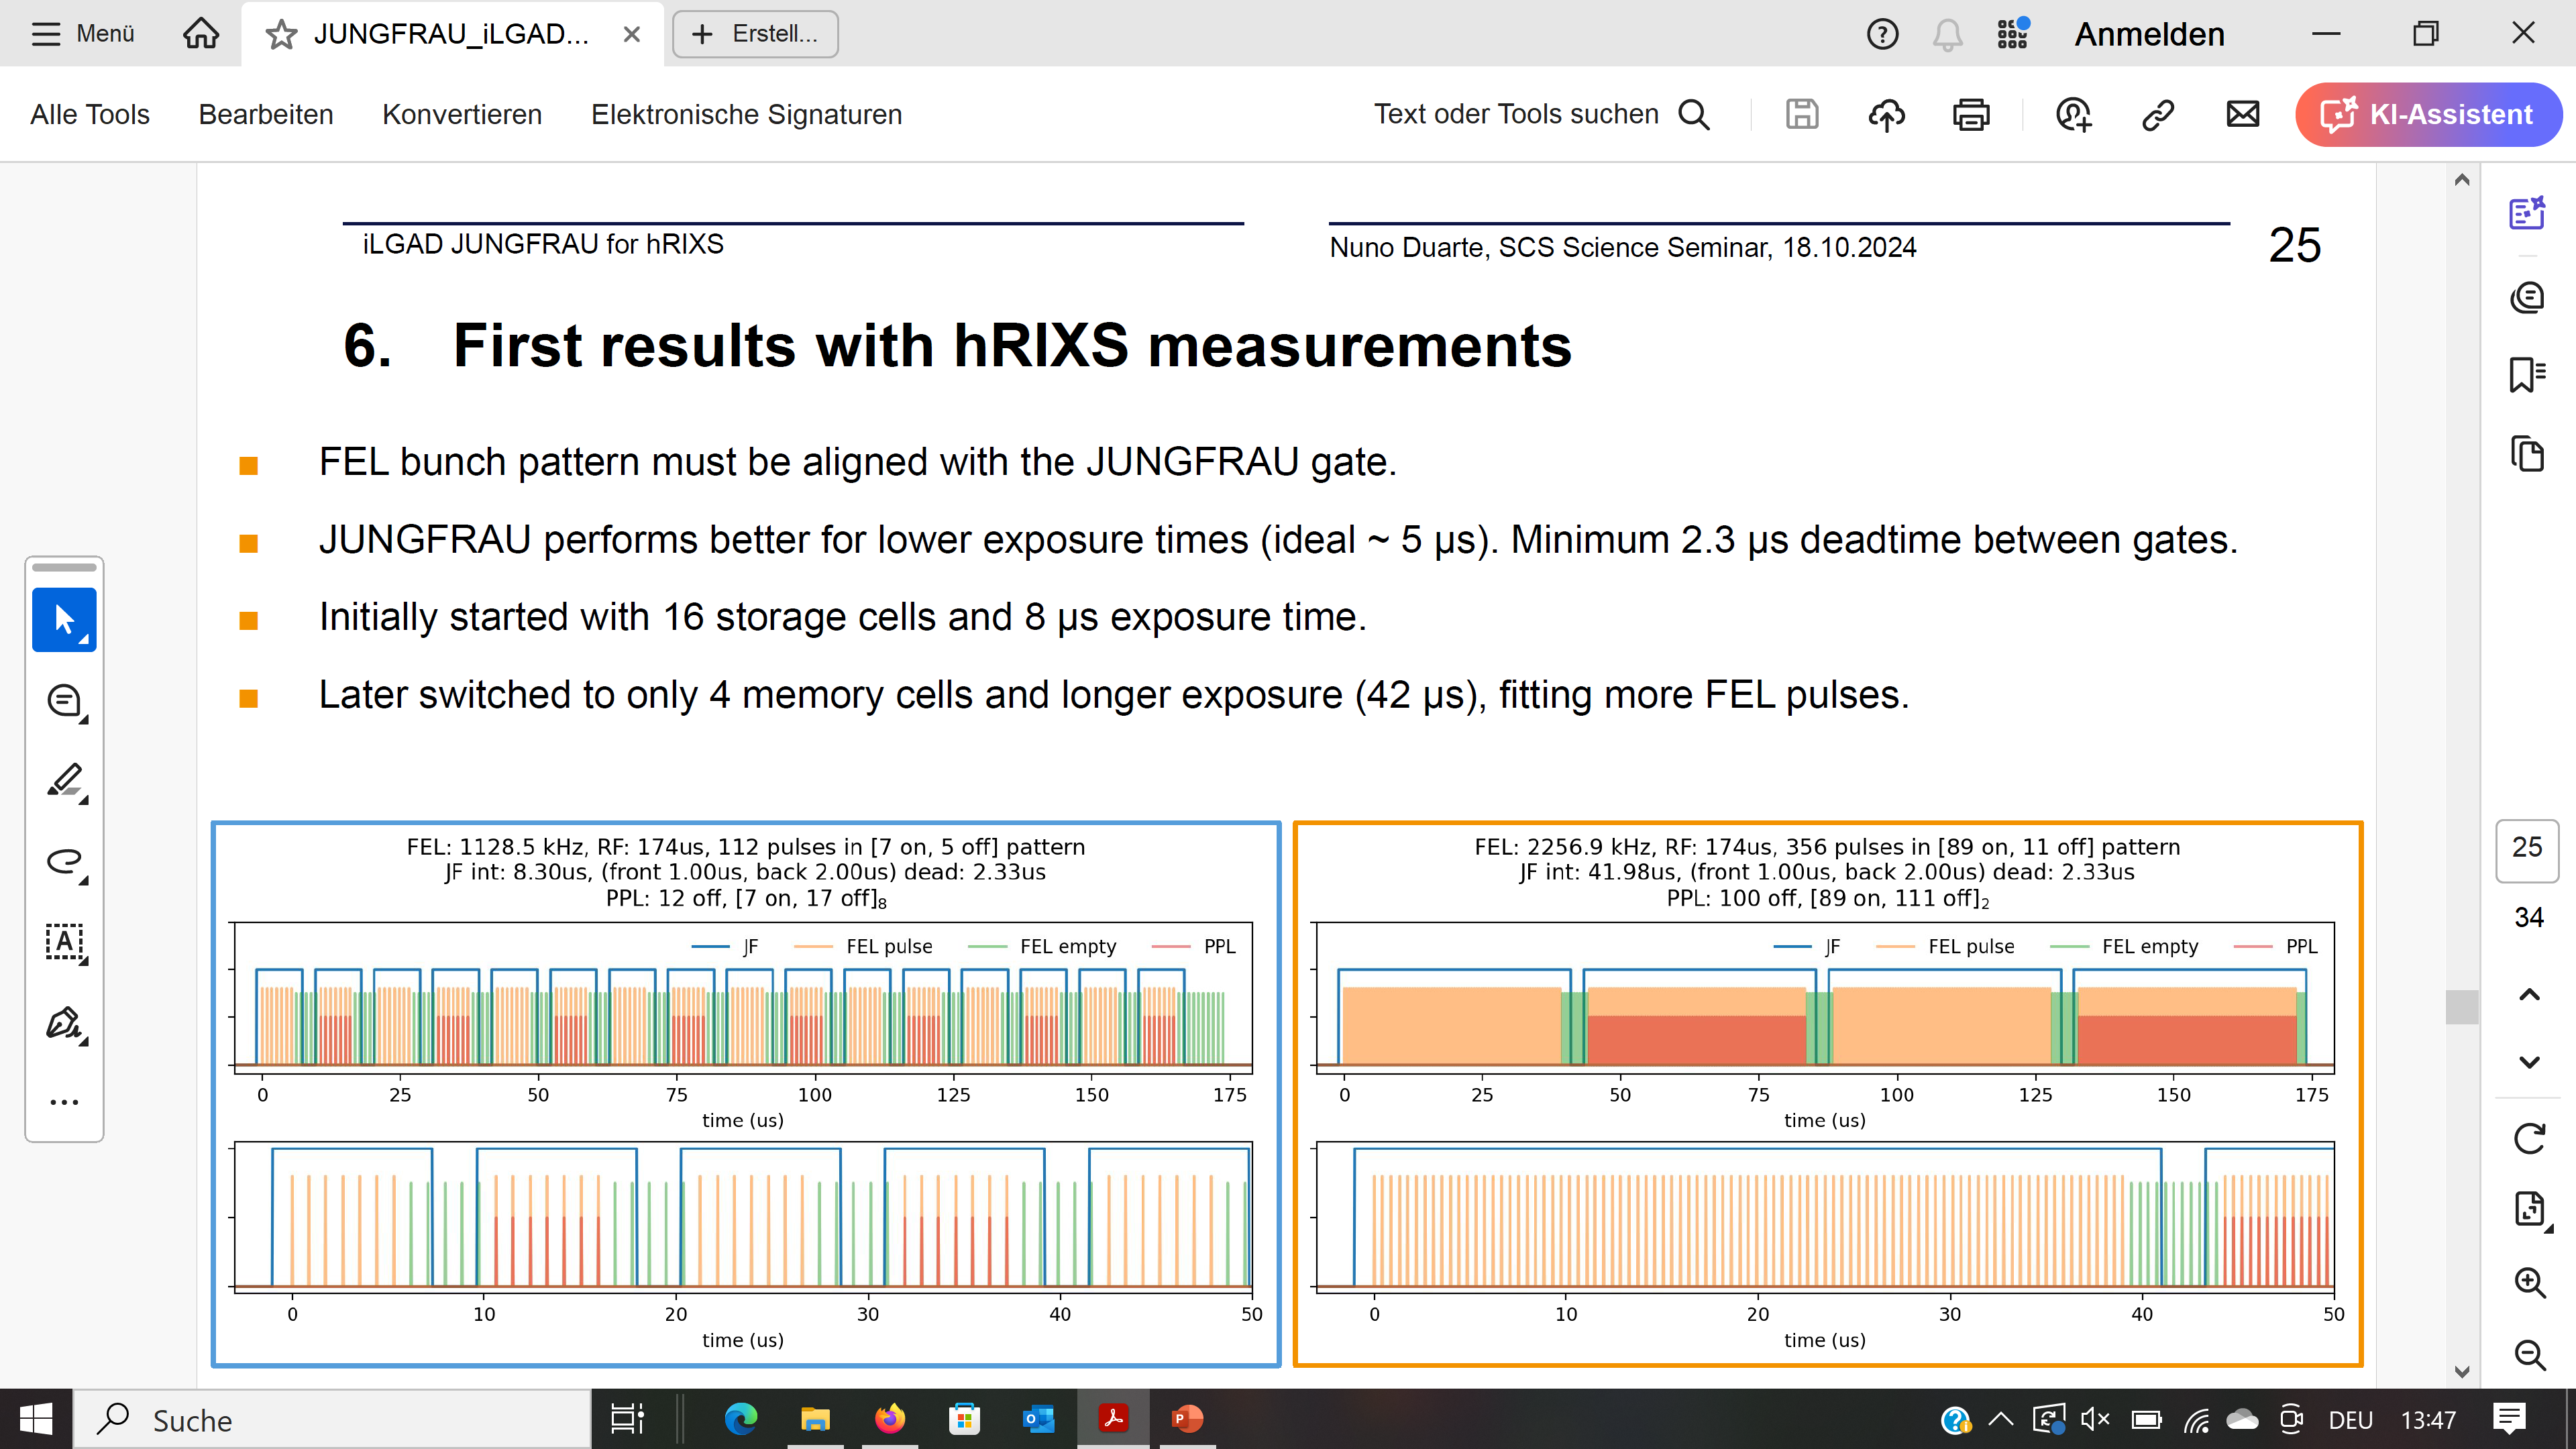 Menü
JUNGFRAU_iLGAD...
Erstell...
Anmelden
Alle Tools
Bearbeiten
Konvertieren
Elektronische Signaturen
Text oder Tools suchen
KI-Assistent
iLGAD JUNGFRAU for hRIXS
Nuno Duarte, SCS Science Seminar, 18.10.2024
25
6. First results with hRIXS measurements
FEL bunch pattern must be aligned with the JUNGFRAU gate.
JUNGFRAU performs better for lower exposure times (ideal ~ 5 µs). Minimum 2.3 µs deadtime between gates.
Initially started with 16 storage cells and 8 µs exposure time.
Later switched to only 4 memory cells and longer exposure (42 µs), fitting more FEL pulses.
FEL: 1128.5 kHz, RF: 174us, 112 pulses in [7 on, 5 off] pattern
JF int: 8.30us, (front 1.00us, back 2.00us) dead: 2.33us
PPL: 12 off, [7 on, 17 off]₈
JF FEL pulse FEL empty PPL
0 25 50 75 100 125 150 175
time (us)
0 10 20 30 40 50
time (us)
FEL: 2256.9 kHz, RF: 174us, 356 pulses in [89 on, 11 off] pattern
JF int: 41.98us, (front 1.00us, back 2.00us) dead: 2.33us
PPL: 100 off, [89 on, 111 off]₂
JF FEL pulse FEL empty PPL
0 25 50 75 100 125 150 175
time (us)
0 10 20 30 40 50
time (us)
25
34
Suche
DEU
13:47